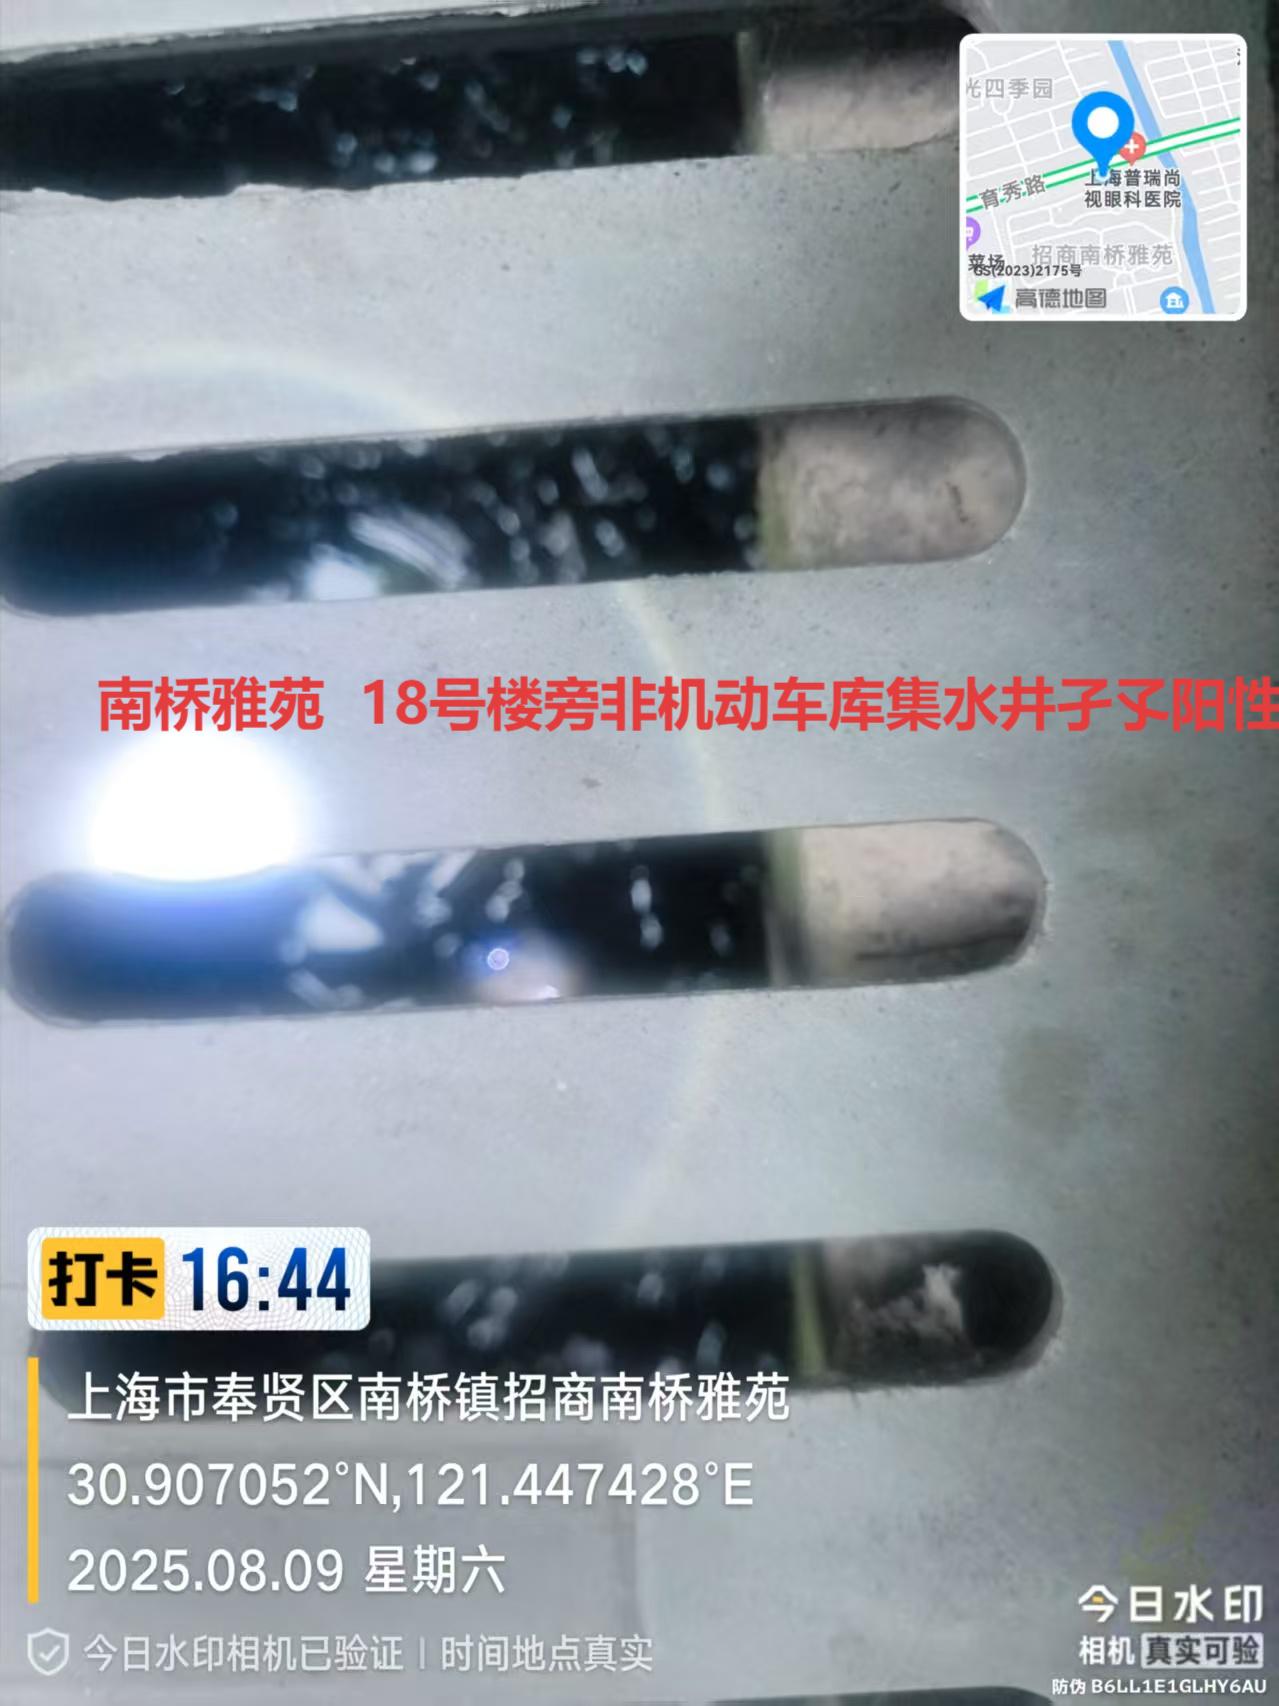 光四季园
育秀路
上海普瑞尚
视眼科医院
招商南桥雅苑
菜场
GS(2023)2175号
高德地图
南桥雅苑 18号楼旁非机动车库集水井孑孓阳性
打卡 16:44
上海市奉贤区南桥镇招商南桥雅苑
30.907052°N,121.447428°E
2025.08.09 星期六
今日水印相机已验证 | 时间地点真实
今日水印
相机 真实可验
防伪 B6LL1E1GLHY6AU